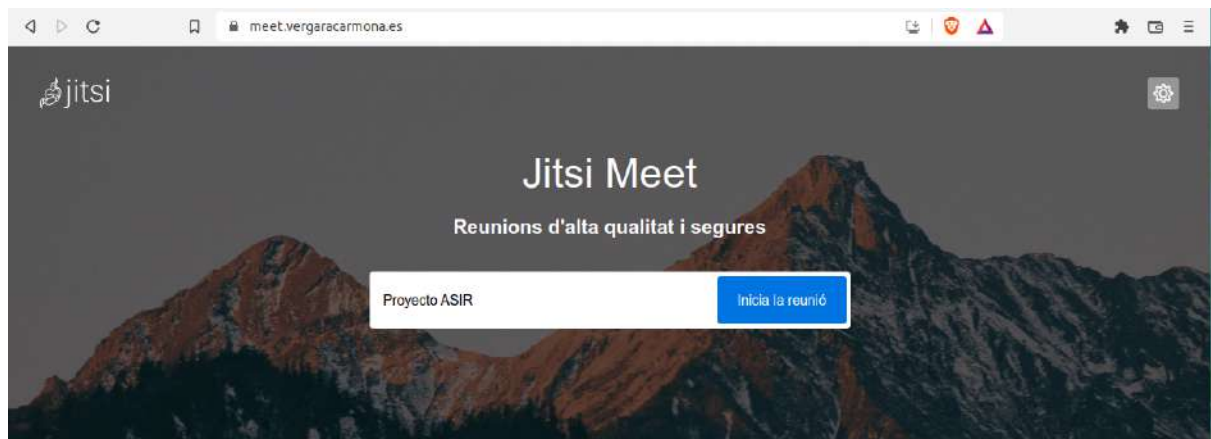 meet.vergaracarmona.es
jitsi
Jitsi Meet
Reunions d'alta qualitat i segures
Proyecto ASIR
Inicia la reunió